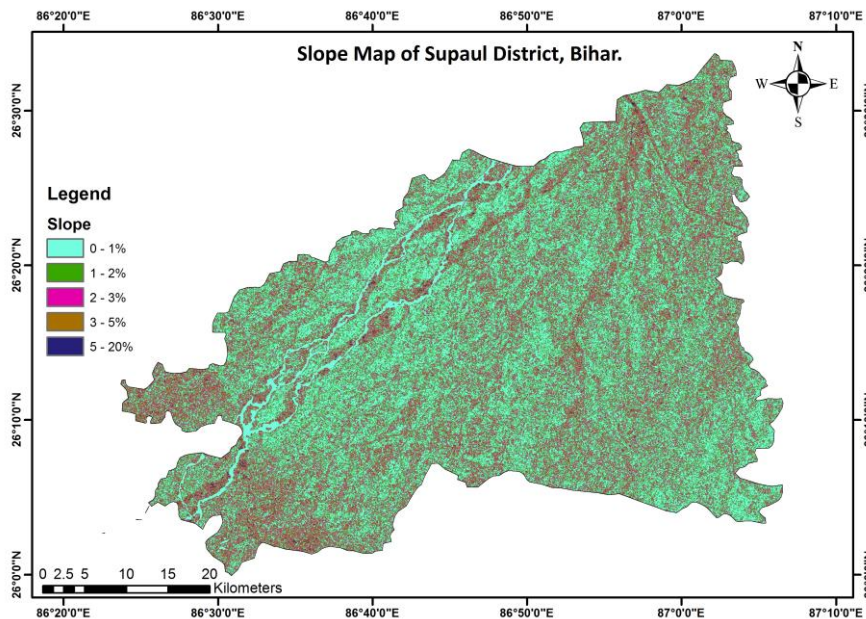 86°20'0"E 86°30'0"E 86°40'0"E 86°50'0"E 87°0'0"E 87°10'0"E
Slope Map of Supaul District, Bihar.
N
W E
S
26°30'0"N
Legend
Slope
0 - 1%
1 - 2%
2 - 3%
3 - 5%
5 - 20%
26°20'0"N 26°20'0"N
26°10'0"N
26°0'0"N
0 2.5 5 10 15 20
Kilometers
86°20'0"E 86°30'0"E 86°40'0"E 86°50'0"E 87°0'0"E 87°10'0"E